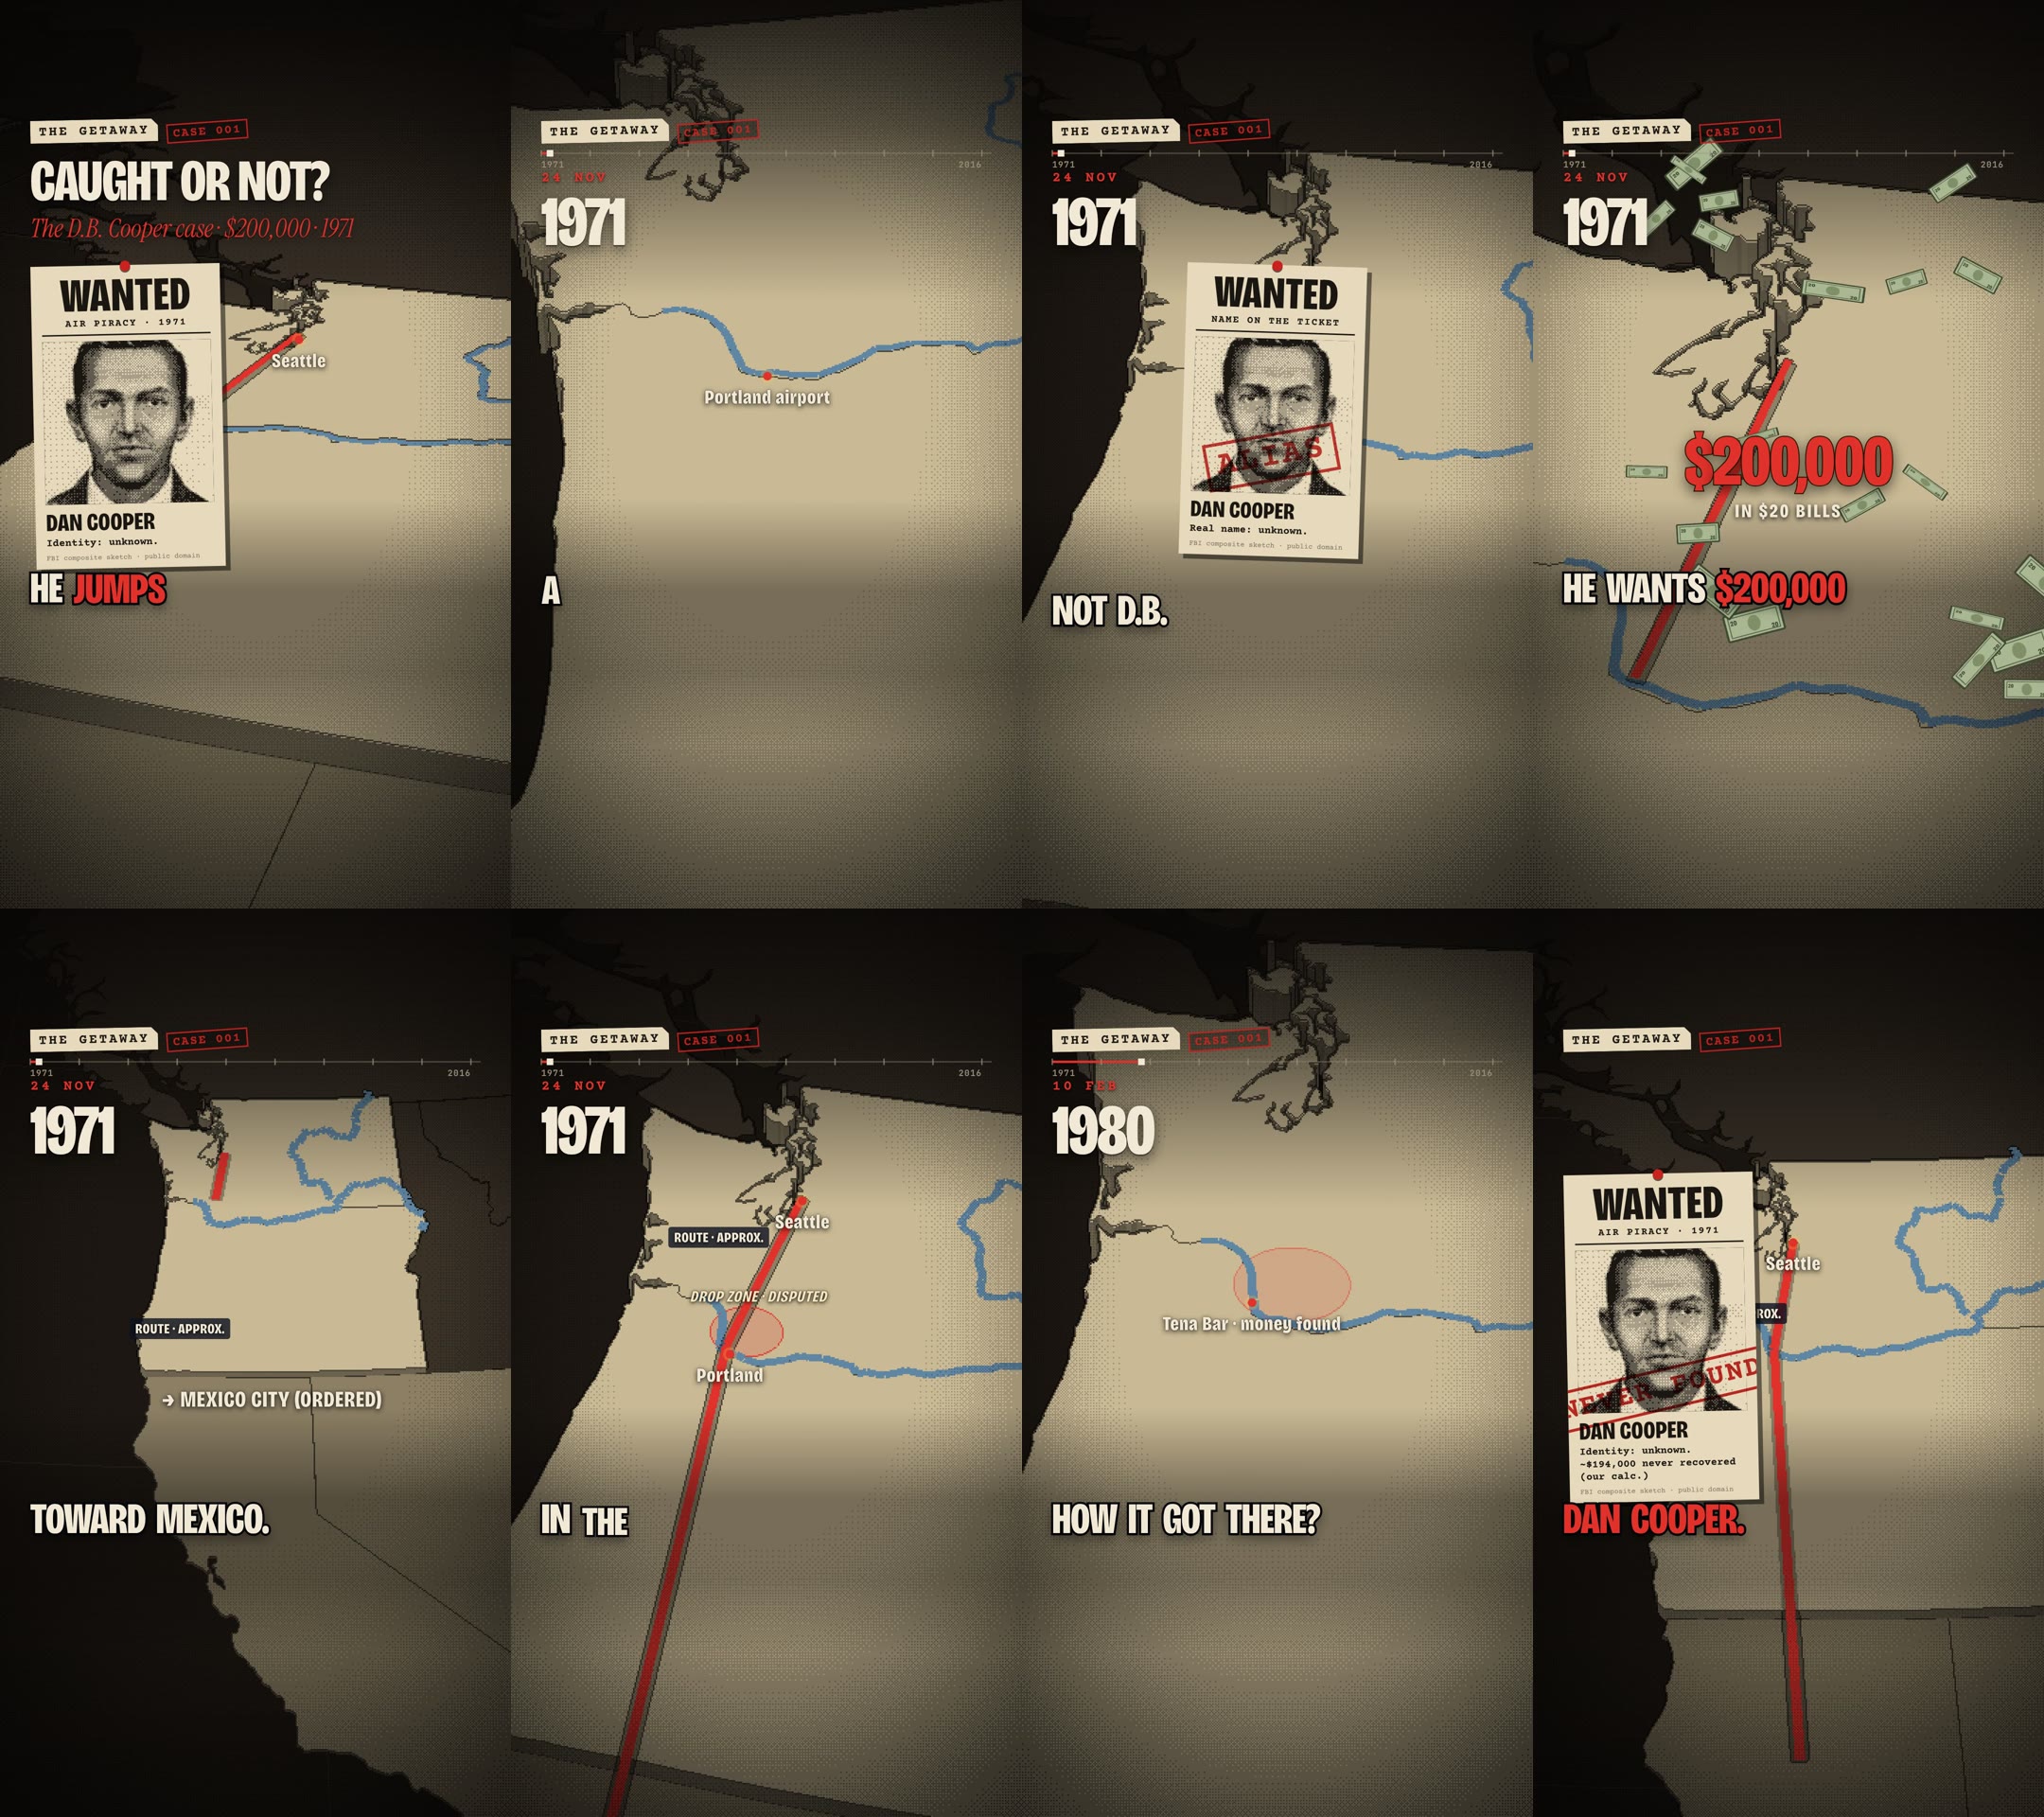 THE GETAWAY
CASE 001
CAUGHT OR NOT?
The D.B. Cooper case · $200,000 · 1971
WANTED
AIR PIRACY · 1971
DAN COOPER
Identity: unknown.
FBI composite sketch · public domain
Seattle
HE JUMPS
THE GETAWAY
CASE 001
1971
2016
24 NOV
1971
Portland airport
A
THE GETAWAY
CASE 001
1971
2016
24 NOV
1971
WANTED
NAME ON THE TICKET
ALIAS
DAN COOPER
Real name: unknown.
FBI composite sketch · public domain
NOT D.B.
THE GETAWAY
CASE 001
1971
2016
24 NOV
1971
$200,000
IN $20 BILLS
HE WANTS $200,000
THE GETAWAY
CASE 001
1971
2016
24 NOV
1971
ROUTE · APPROX.
→ MEXICO CITY (ORDERED)
TOWARD MEXICO.
THE GETAWAY
CASE 001
1971
2016
24 NOV
1971
Seattle
ROUTE · APPROX.
DROP ZONE · DISPUTED
Portland
IN THE
THE GETAWAY
CASE 001
1971
2016
10 FEB
1980
Tena Bar · money found
HOW IT GOT THERE?
THE GETAWAY
CASE 001
WANTED
AIR PIRACY · 1971
Seattle
ROX.
NEVER FOUND
DAN COOPER
Identity: unknown.
~$194,000 never recovered
(our calc.)
FBI composite sketch · public domain
DAN COOPER.